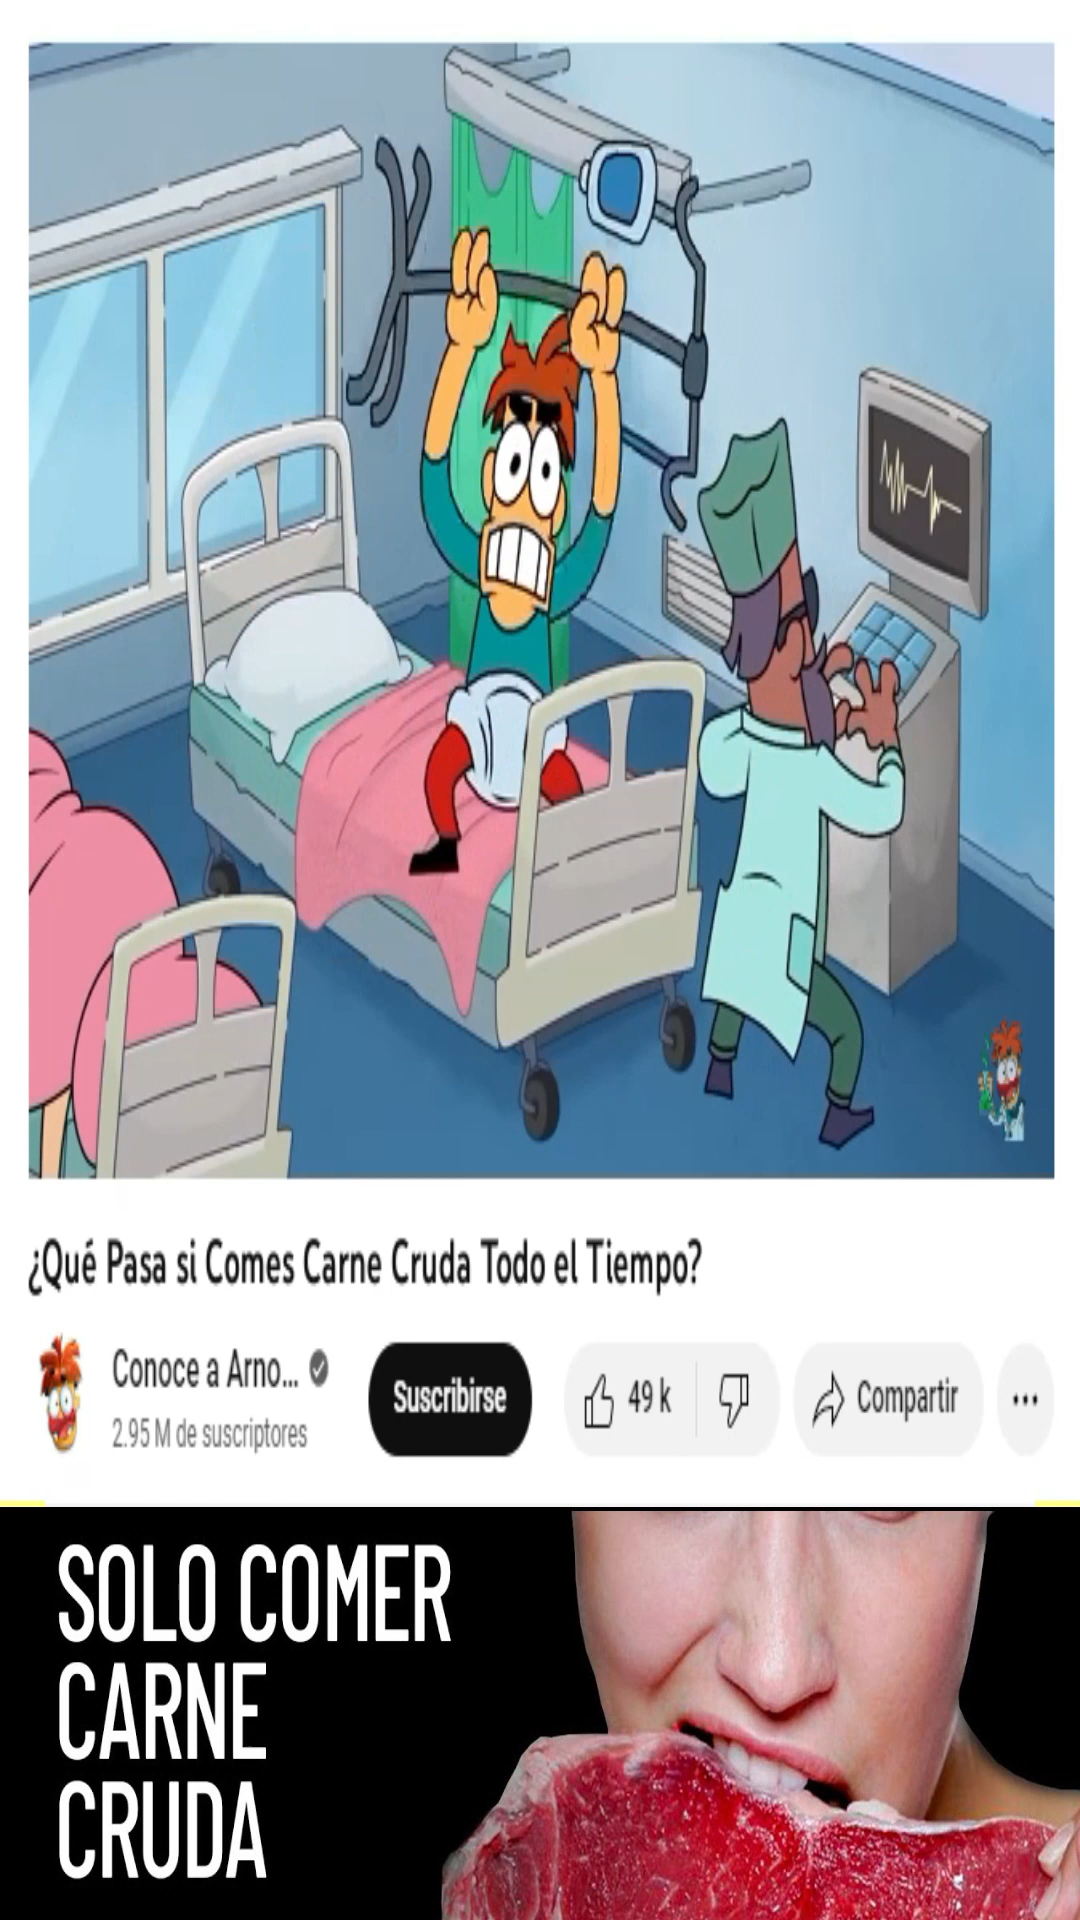 ¿Qué Pasa si Comes Carne Cruda Todo el Tiempo?
Conoce a Arno...
2.95 M de suscriptores
Suscribirse
49 k
Compartir
SOLO COMER
CARNE
CRUDA